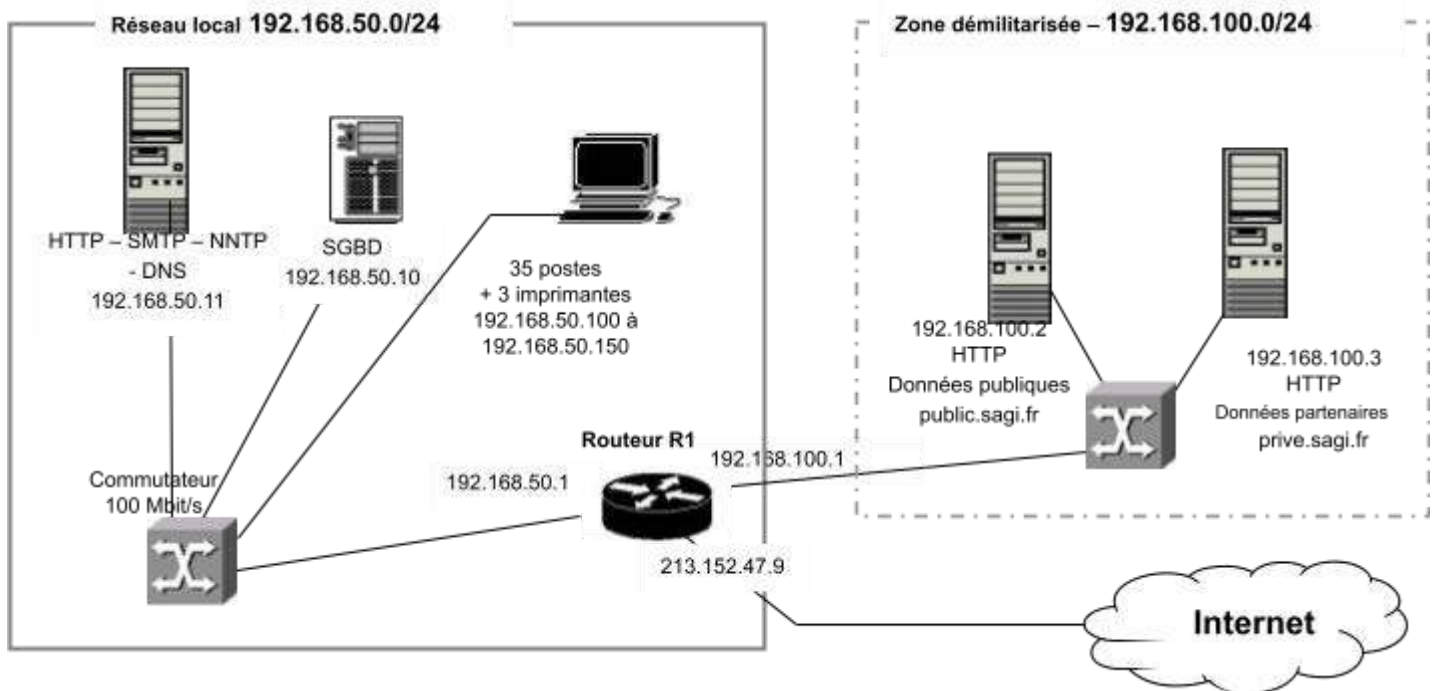 Réseau local 192.168.50.0/24
HTTP – SMTP – NNTP
- DNS
192.168.50.11
SGBD
192.168.50.10
35 postes
+ 3 imprimantes
192.168.50.100 à
192.168.50.150
Commutateur
100 Mbit/s
192.168.50.1
Routeur R1
192.168.100.1
213.152.47.9
Zone démilitarisée – 192.168.100.0/24
192.168.100.2
HTTP
Données publiques
public.sagi.fr
192.168.100.3
HTTP
Données partenaires
prive.sagi.fr
Internet